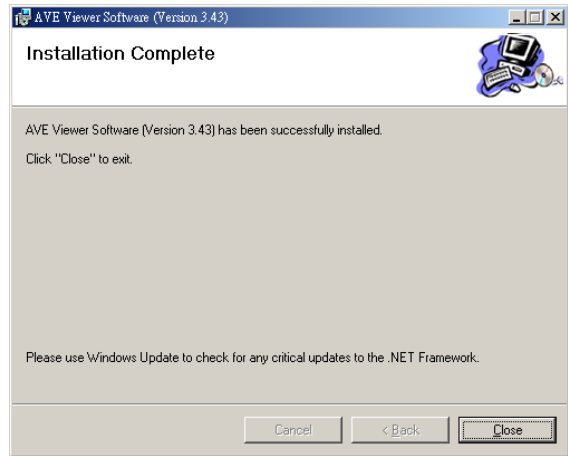 AVE Viewer Software (Version 3.43)
Installation Complete
AVE Viewer Software (Version 3.43) has been successfully installed.
Click "Close" to exit.
Please use Windows Update to check for any critical updates to the .NET Framework.
Cancel
< Back
Close